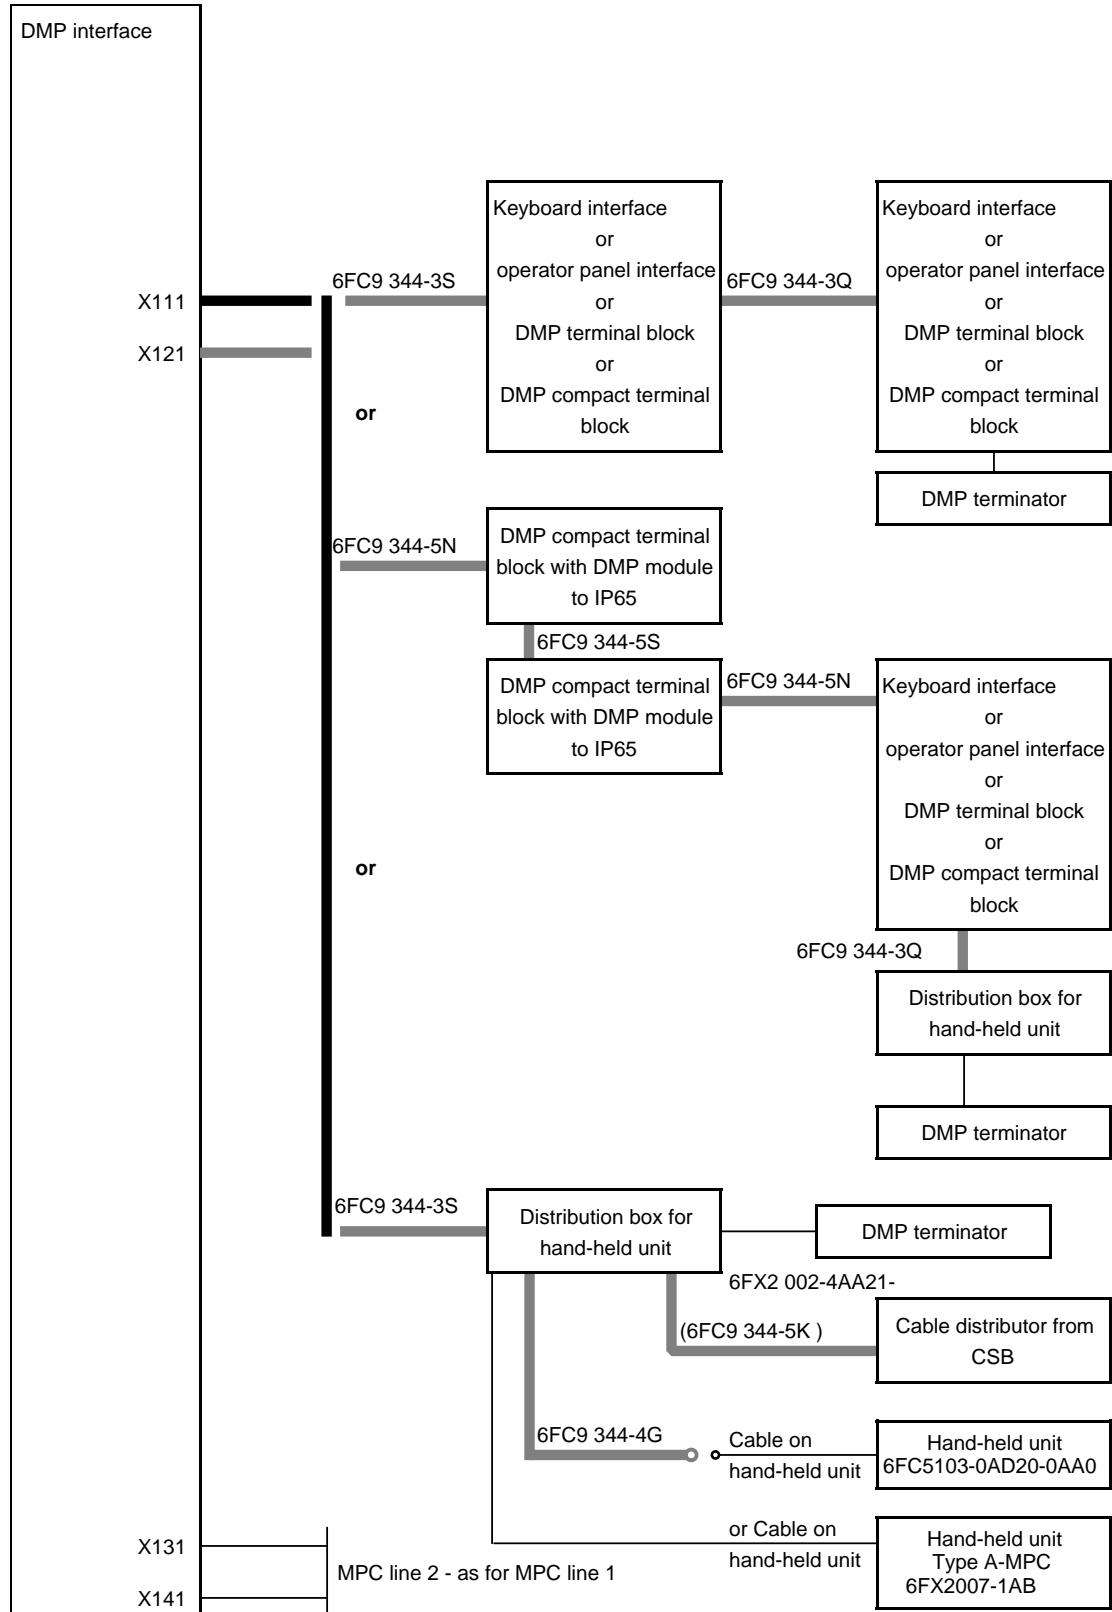 DMP interface
Keyboard interface
or
operator panel interface
or
DMP terminal block
or
DMP compact terminal
block
Keyboard interface
or
operator panel interface
or
DMP terminal block
or
DMP compact terminal
block
6FC9 344-3S
6FC9 344-3Q
X111
X121
or
DMP terminator
6FC9 344-5N
DMP compact terminal
block with DMP module
to IP65
6FC9 344-5S
DMP compact terminal
block with DMP module
to IP65
6FC9 344-5N
Keyboard interface
or
operator panel interface
or
DMP terminal block
or
DMP compact terminal
block
or
6FC9 344-3Q
Distribution box for
hand-held unit
DMP terminator
6FC9 344-3S
Distribution box for
hand-held unit
DMP terminator
6FX2 002-4AA21-
(6FC9 344-5K )
Cable distributor from
CSB
6FC9 344-4G
Cable on
hand-held unit
Hand-held unit
6FC5103-0AD20-0AA0
or Cable on
hand-held unit
Hand-held unit
Type A-MPC
6FX2007-1AB
X131
MPC line 2 - as for MPC line 1
X141